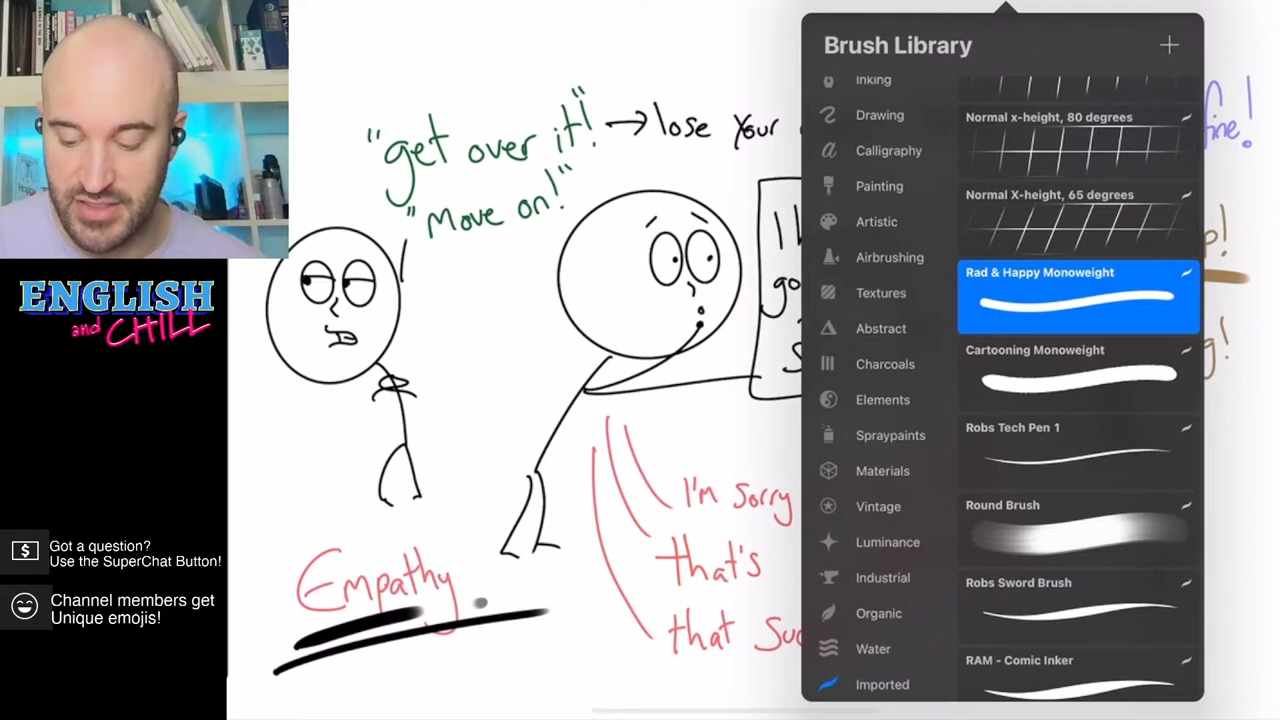 "get over it!" → lose your
"Move on!"
Empathy
I'm sorry
that's
that
ENGLISH
and CHILL
Got a question?
Use the SuperChat Button!
Channel members get
Unique emojis!
Brush Library
Inking
Drawing
Calligraphy
Painting
Artistic
Airbrushing
Textures
Abstract
Charcoals
Elements
Spraypaints
Materials
Vintage
Luminance
Industrial
Organic
Water
Imported
Normal x-height, 80 degrees
Normal X-height, 65 degrees
Rad & Happy Monoweight
Cartooning Monoweight
Robs Tech Pen 1
Round Brush
Robs Sword Brush
RAM - Comic Inker